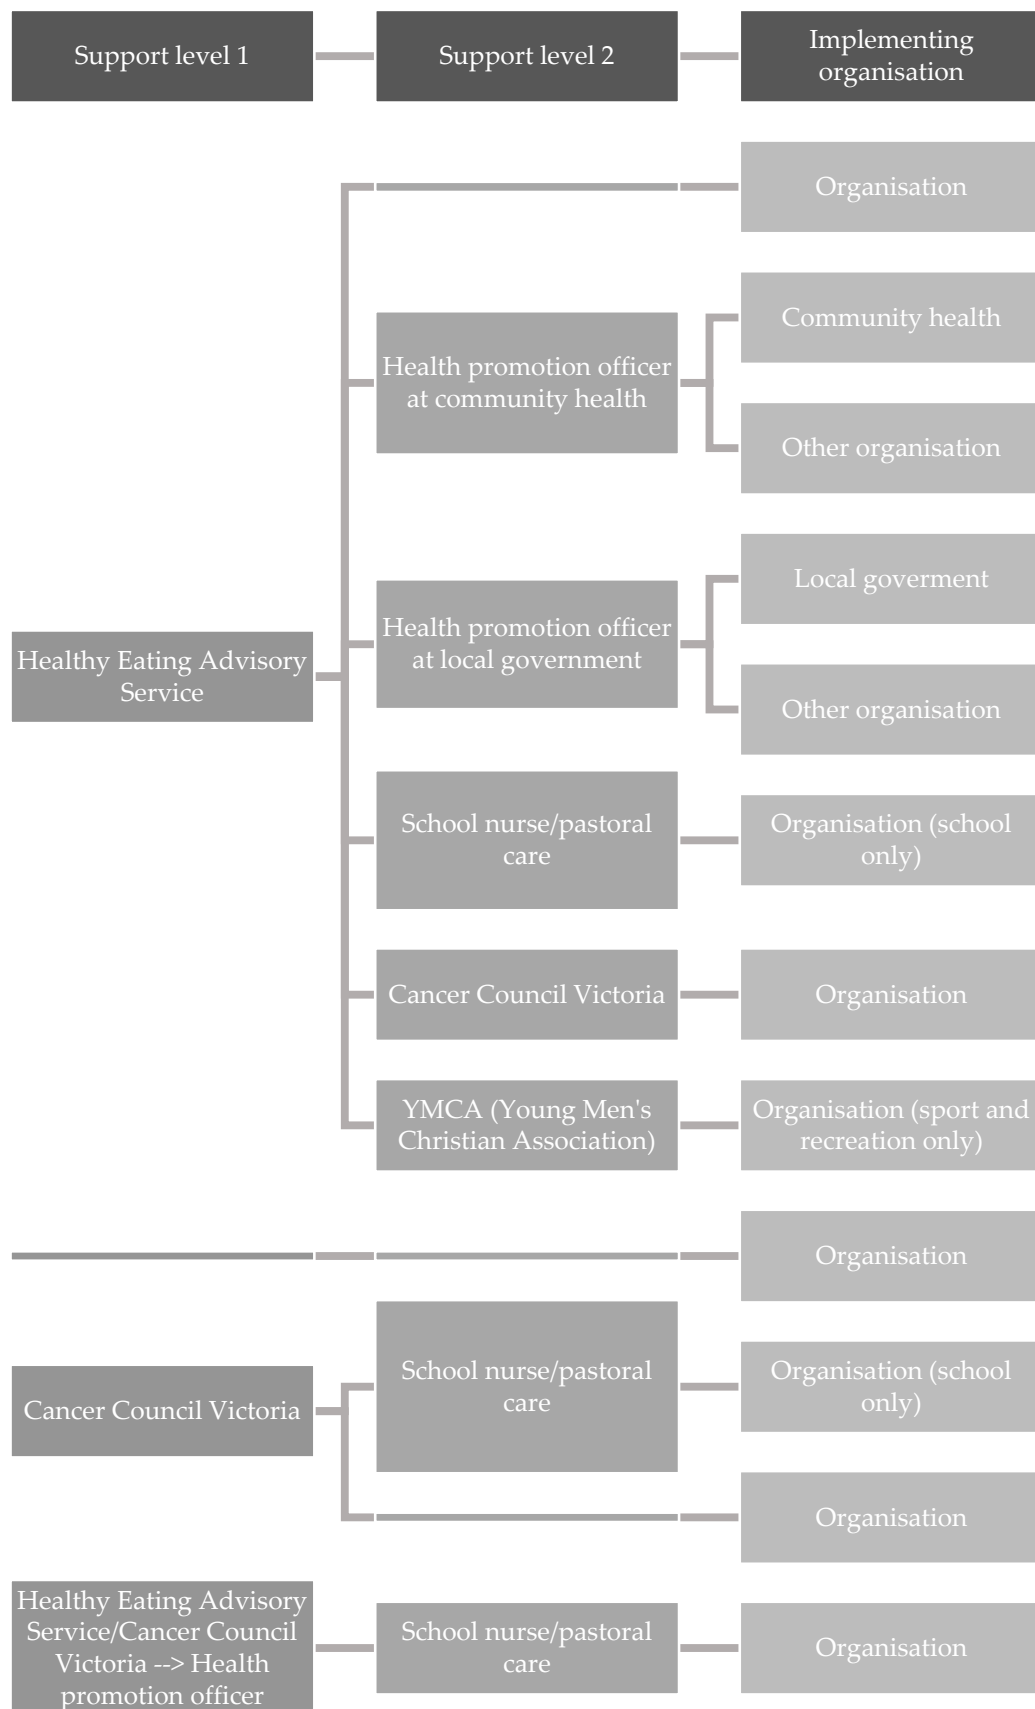 Support level 1
Support level 2
Implementing
organisation
Organisation
Community health
Health promotion officer
at community health
Other organisation
Local goverment
Health promotion officer
at local government
Healthy Eating Advisory
Service
Other organisation
School nurse/pastoral
care
Organisation (school
only)
Cancer Council Victoria
Organisation
YMCA (Young Men's
Christian Association)
Organisation (sport and
recreation only)
Organisation
Cancer Council Victoria
School nurse/pastoral
care
Organisation (school
only)
Organisation
Healthy Eating Advisory
Service/Cancer Council
Victoria --> Health
promotion officer
School nurse/pastoral
care
Organisation